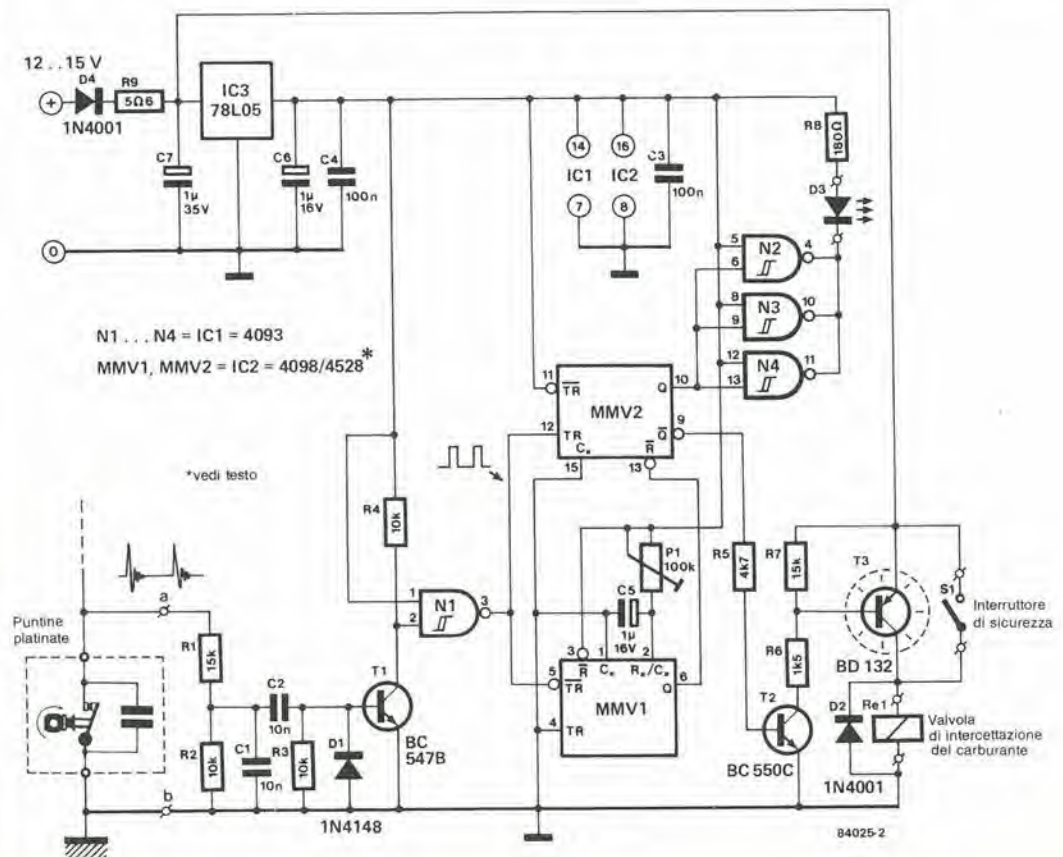 12 . . 15 V
D4
1N4001
R9
5Ω6
IC3
78L05
C7
1µ
35V
C6
1µ
16V
C4
100n
14
IC1
7
16
IC2
8
C3
100n
R8
180Ω
D3
5
6
N2
4
8
9
N3
10
12
13
N4
11
+
0
N1 . . . N4 = IC1 = 4093
MMV1, MMV2 = IC2 = 4098/4528*
*vedi testo
R4
10k
11
TR
12
TR
Cx
15
MMV2
Q
10
Q
9
R
13
P1
100k
C5
1µ
16V
3
R
1
Cx
2
Rx/Cx
5
TR
4
TR
MMV1
Q
6
R5
4k7
R7
15k
R6
1k5
T3
BD 132
S1
Interruttore
di sicurezza
T2
BC 550C
D2
1N4001
Re1
Valvola
di intercettazione
del carburante
Puntine
platinate
a
b
R1
15k
R2
10k
C1
10n
C2
10n
R3
10k
D1
1N4148
T1
BC
547B
1
2
N1
3
84025-2